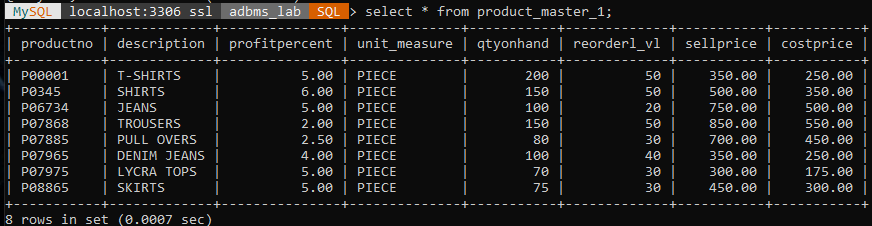 MySQL localhost:3306 ssl adbms_lab SQL > select * from product_master_1;
+-----------+-------------+---------------+--------------+-----------+------------+-----------+-----------+
| productno | description | profitpercent | unit_measure | qtyonhand | reorderl_vl | sellprice | costprice |
+-----------+-------------+---------------+--------------+-----------+------------+-----------+-----------+
| P00001 | T-SHIRTS | 5.00 | PIECE | 200 | 50 | 350.00 | 250.00 |
| P0345 | SHIRTS | 6.00 | PIECE | 150 | 50 | 500.00 | 350.00 |
| P06734 | JEANS | 5.00 | PIECE | 100 | 20 | 750.00 | 500.00 |
| P07868 | TROUSERS | 2.00 | PIECE | 150 | 50 | 850.00 | 550.00 |
| P07885 | PULL OVERS | 2.50 | PIECE | 80 | 30 | 700.00 | 450.00 |
| P07965 | DENIM JEANS | 4.00 | PIECE | 100 | 40 | 350.00 | 250.00 |
| P07975 | LYCRA TOPS | 5.00 | PIECE | 70 | 30 | 300.00 | 175.00 |
| P08865 | SKIRTS | 5.00 | PIECE | 75 | 30 | 450.00 | 300.00 |
+-----------+-------------+---------------+--------------+-----------+------------+-----------+-----------+
8 rows in set (0.0007 sec)